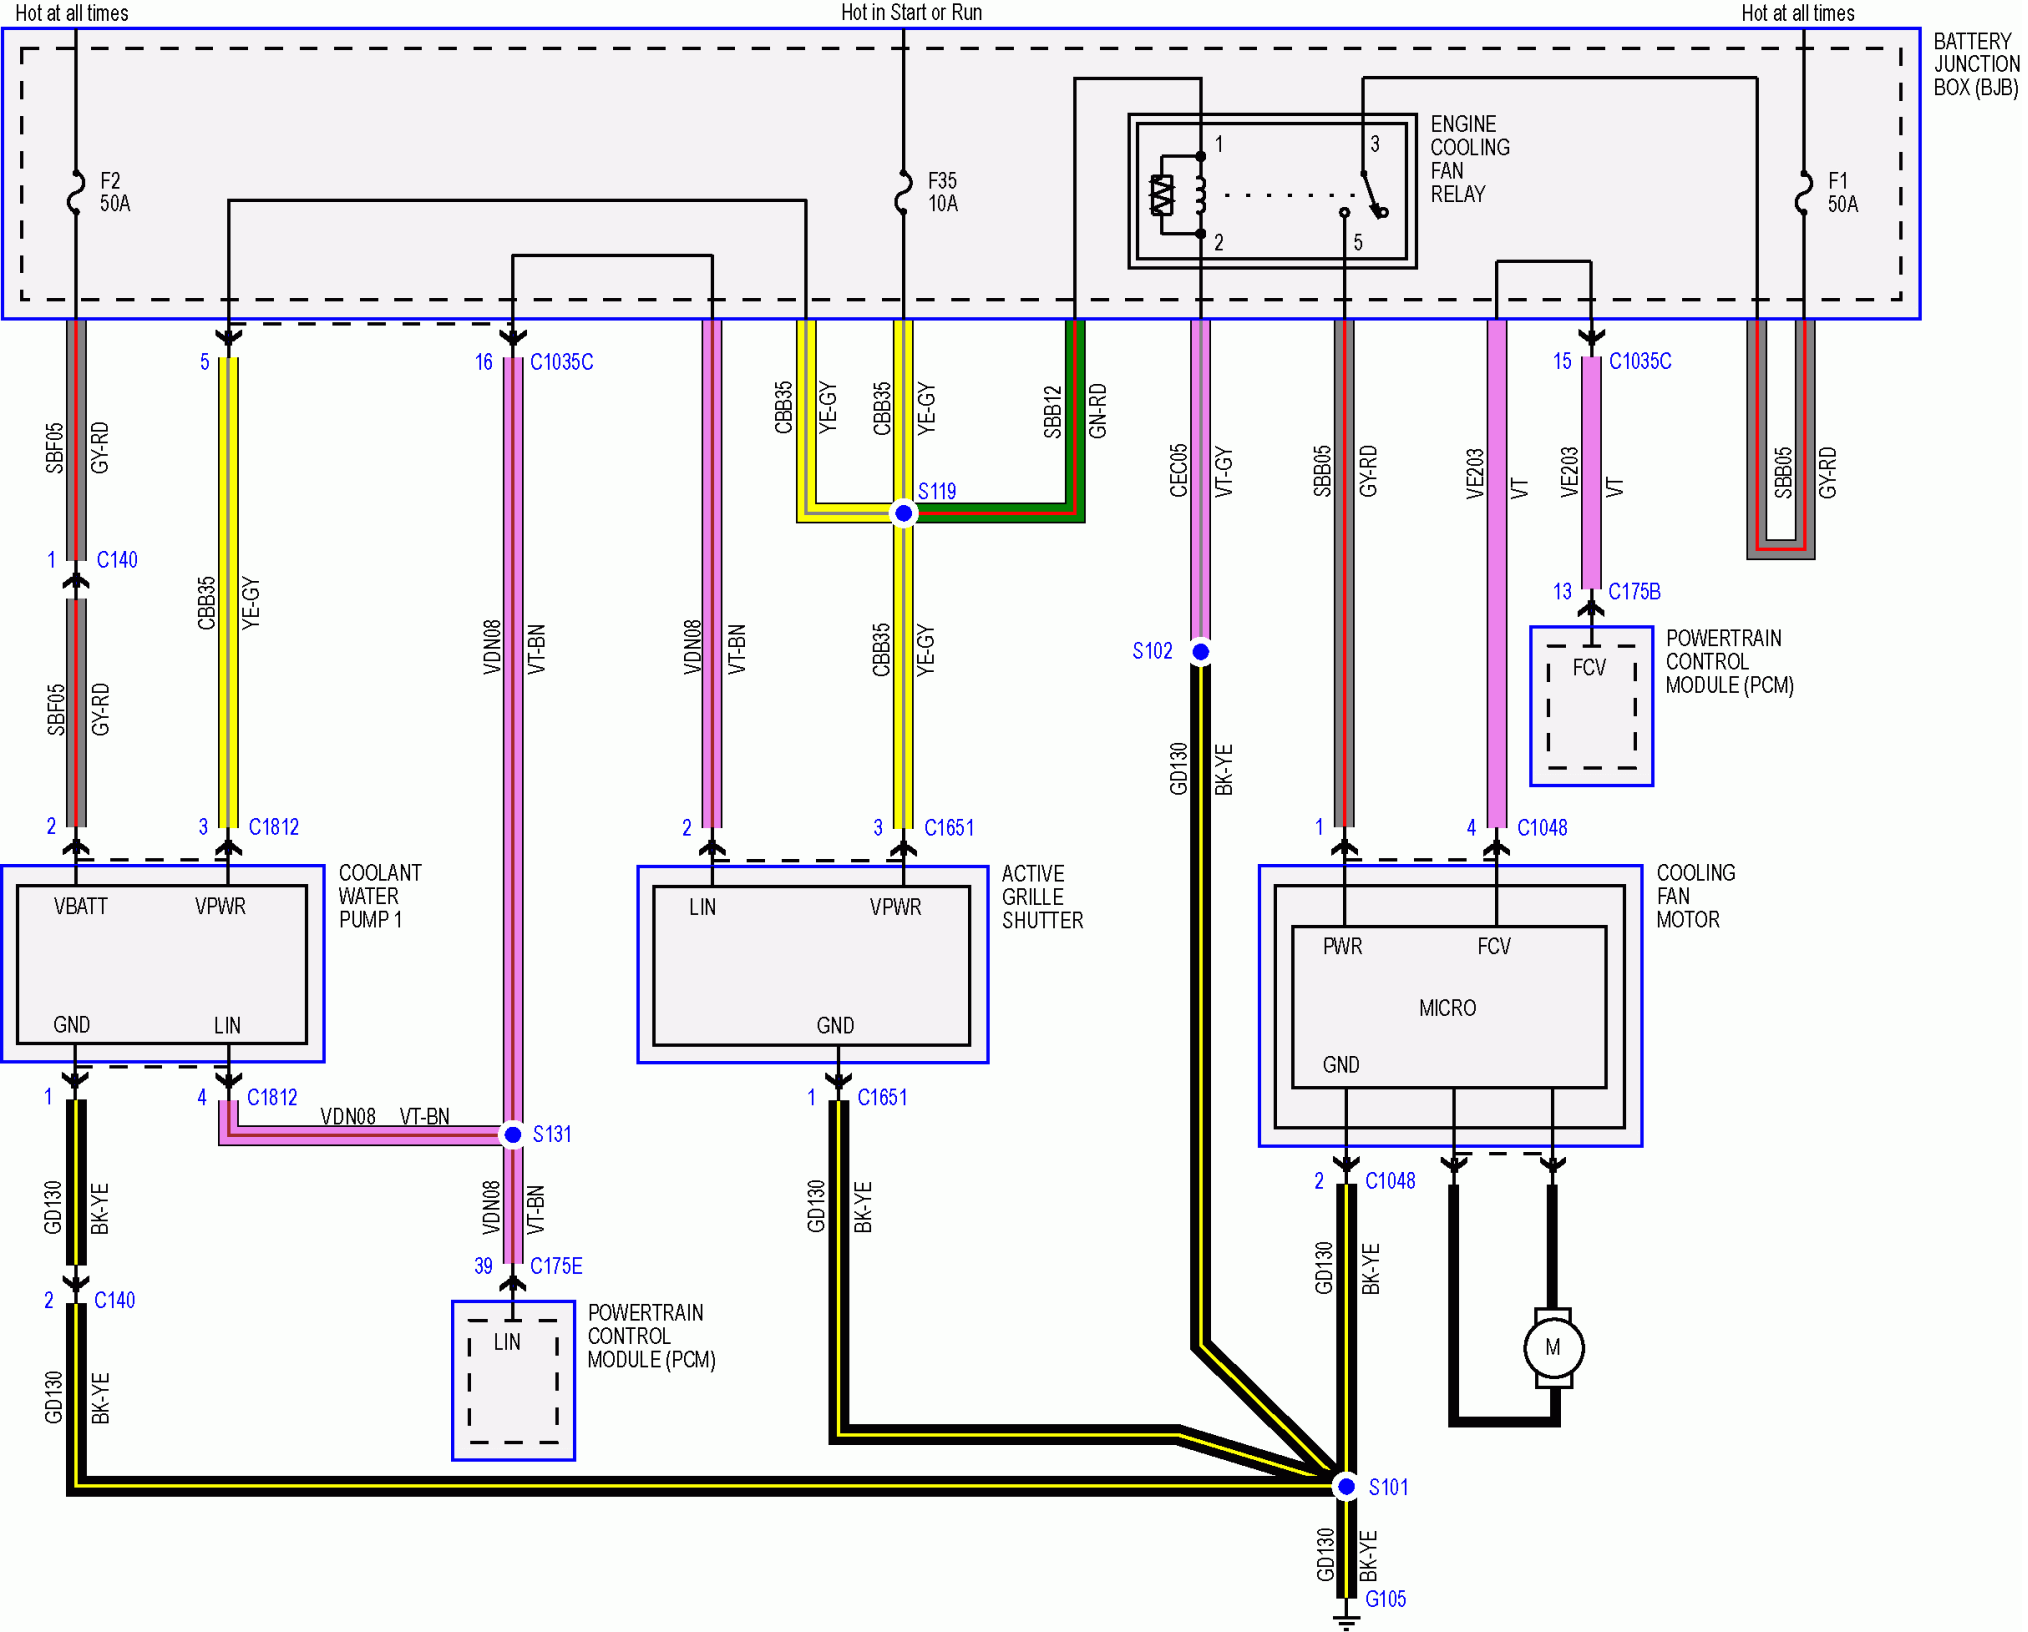 Hot at all times
Hot in Start or Run
Hot at all times
BATTERY
JUNCTION
BOX (BJB)
F2
50A
F35
10A
ENGINE
COOLING
FAN
RELAY
1
2
3
5
F1
50A
5
16 C1035C
15 C1035C
SBF05 GY-RD
CBB35 YE-GY
CBB35 YE-GY
SBB12 GN-RD
CEC05 VT-GY
SBB05 GY-RD
VE203 VT
VE203 VT
SBB05 GY-RD
S119
1 C140
CBB35 YE-GY
VDN08 VT-BN
VDN08 VT-BN
CBB35 YE-GY
S102
13 C175B
FCV
POWERTRAIN
CONTROL
MODULE (PCM)
SBF05 GY-RD
GD130 BK-YE
2
3 C1812
2
3 C1651
1
4 C1048
VBATT
VPWR
GND
LIN
COOLANT
WATER
PUMP 1
LIN
VPWR
GND
ACTIVE
GRILLE
SHUTTER
PWR
FCV
MICRO
GND
COOLING
FAN
MOTOR
1
4 C1812
1 C1651
VDN08 VT-BN
S131
2 C1048
GD130 BK-YE
VDN08 VT-BN
GD130 BK-YE
GD130 BK-YE
39 C175E
2 C140
LIN
POWERTRAIN
CONTROL
MODULE (PCM)
M
GD130 BK-YE
S101
GD130 BK-YE
G105